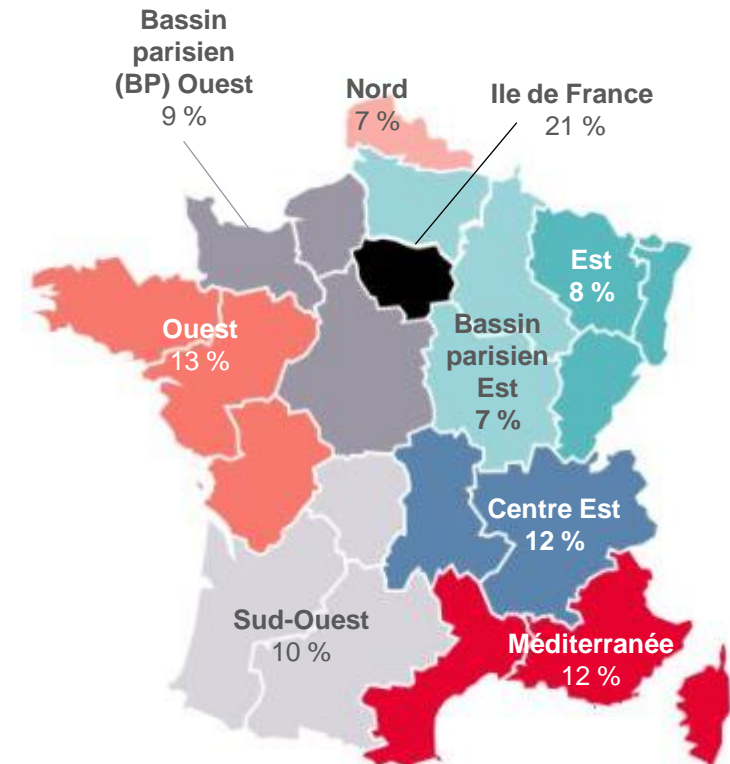 Bassin
parisien
(BP) Ouest
9 %
Nord
7 %
Ile de France
21 %
Est
8 %
Ouest
13 %
Bassin
parisien
Est
7 %
Centre Est
12 %
Sud-Ouest
10 %
Méditerranée
12 %